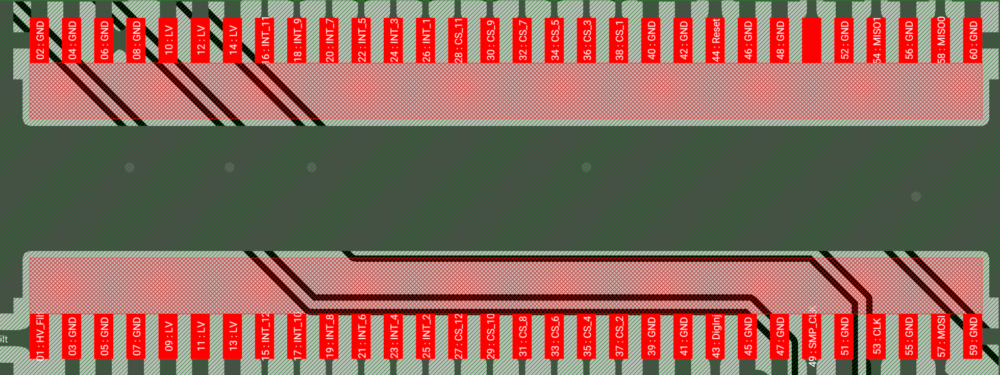 02 : GND
04 : GND
06 : GND
08 : GND
10 : LV
12 : LV
14 : LV
16 : INT_11
18 : INT_9
20 : INT_7
22 : INT_5
24 : INT_3
26 : INT_1
28 : CS_11
30 : CS_9
32 : CS_7
34 : CS_5
36 : CS_3
38 : CS_1
40 : GND
42 : GND
44 : Reset
46 : GND
48 : GND
52 : GND
54 : MISO1
56 : GND
58 : MISO0
60 : GND
ilt
01 : HV_Filt
03 : GND
05 : GND
07 : GND
09 : LV
11 : LV
13 : LV
15 : INT_12
17 : INT_10
19 : INT_8
21 : INT_6
23 : INT_4
25 : INT_2
27 : CS_12
29 : CS_10
31 : CS_8
33 : CS_6
35 : CS_4
37 : CS_2
39 : GND
41 : GND
43 : DigInj
45 : GND
47 : GND
49 : SMP_CLK
51 : GND
53 : CLK
55 : GND
57 : MOSI
59 : GND